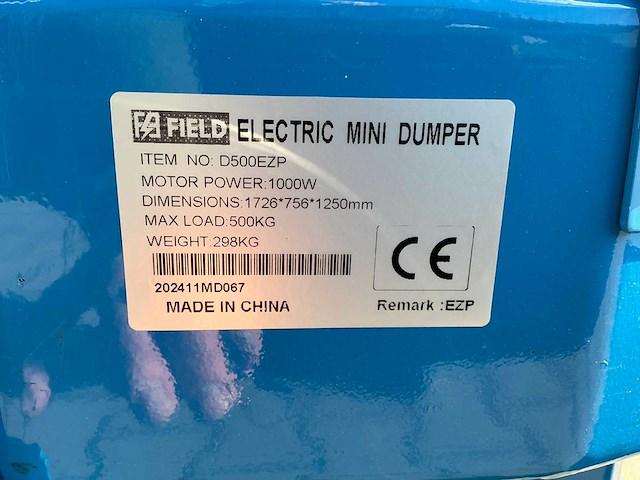 FA FIELD ELECTRIC MINI DUMPER
ITEM NO: D500EZP
MOTOR POWER:1000W
DIMENSIONS:1726*756*1250mm
MAX LOAD:500KG
WEIGHT:298KG
CE
202411MD067
MADE IN CHINA
Remark :EZP